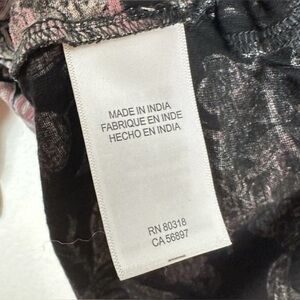 MADE IN INDIA
FABRIQUE EN INDE
HECHO EN INDIA
RN 80318
CA 56897